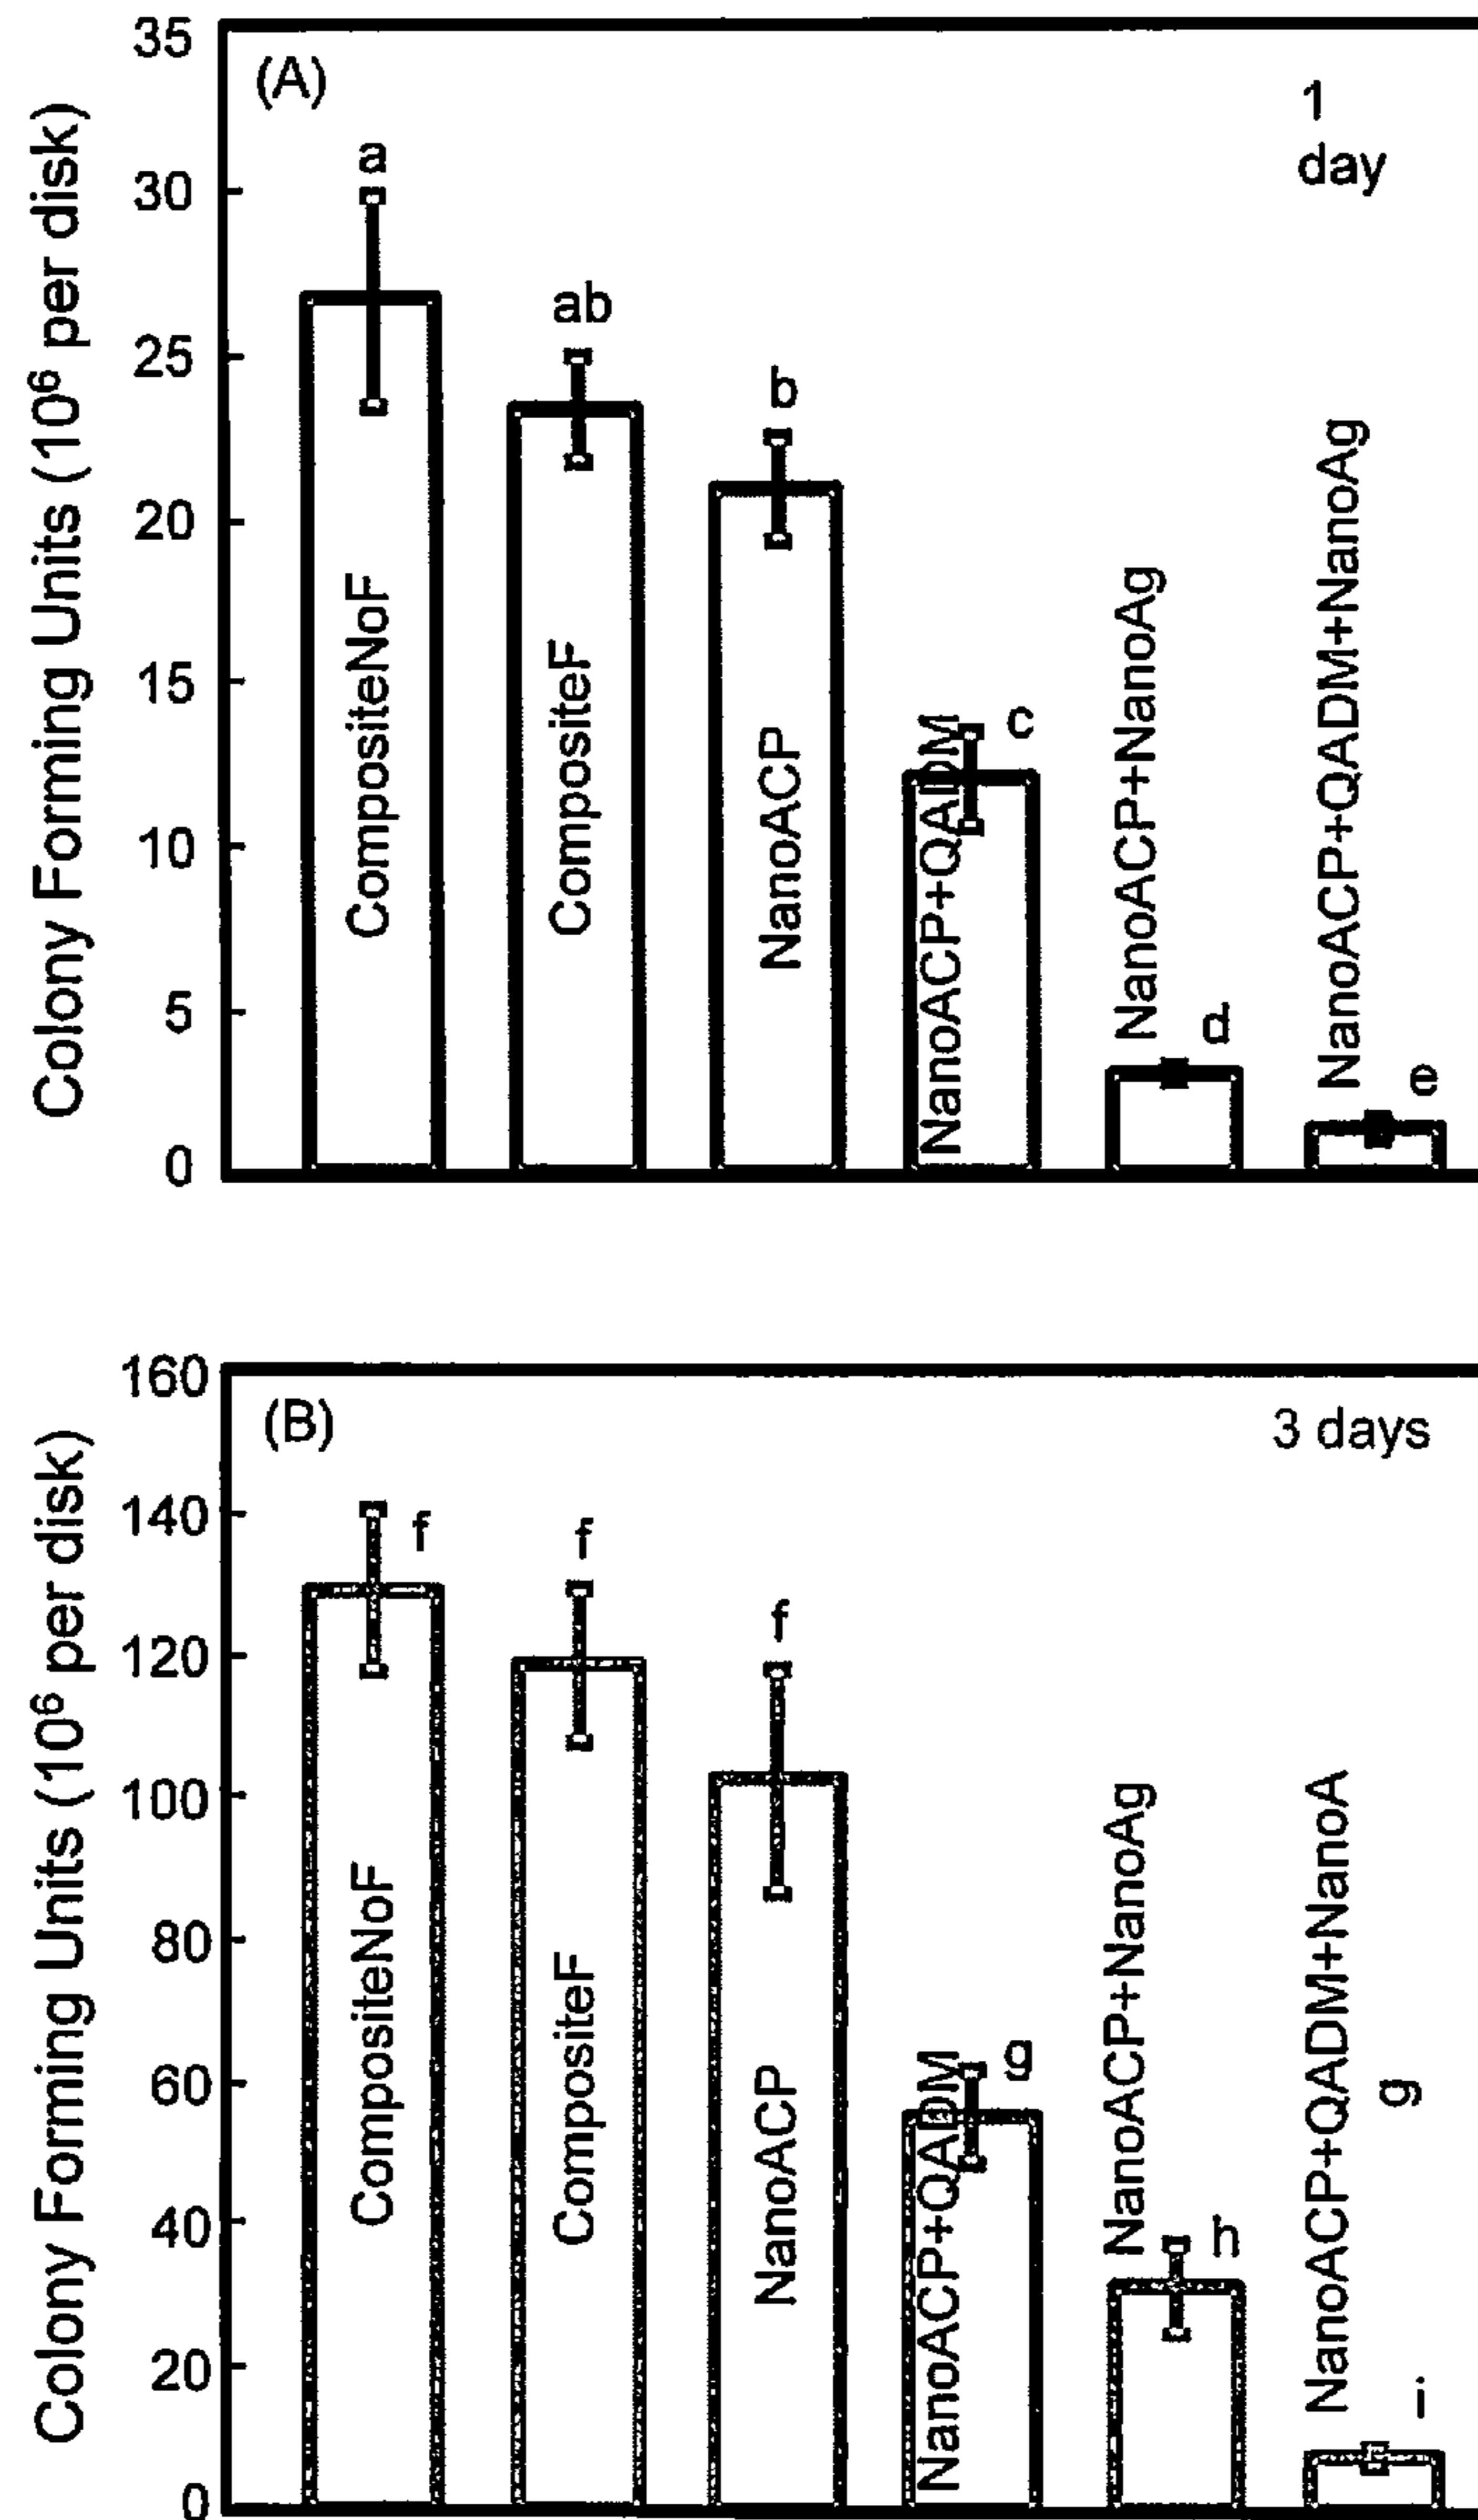 (A)
1
day
Colony Forming Units (10⁶ per disk)
35
30
25
20
15
10
5
0
a
ab
b
c
d
e
CompositeNoF
CompositeF
NanoACP
NanoACP+QADM
NanoACP+NanoAg
NanoACP+QADM+NanoAg
(B)
3 days
Colony Forming Units (10⁶ per disk)
160
140
120
100
80
60
40
20
0
f
f
f
g
h
i
CompositeNoF
CompositeF
NanoACP
NanoACP+QADM
NanoACP+NanoAg
NanoACP+QADM+NanoA
g